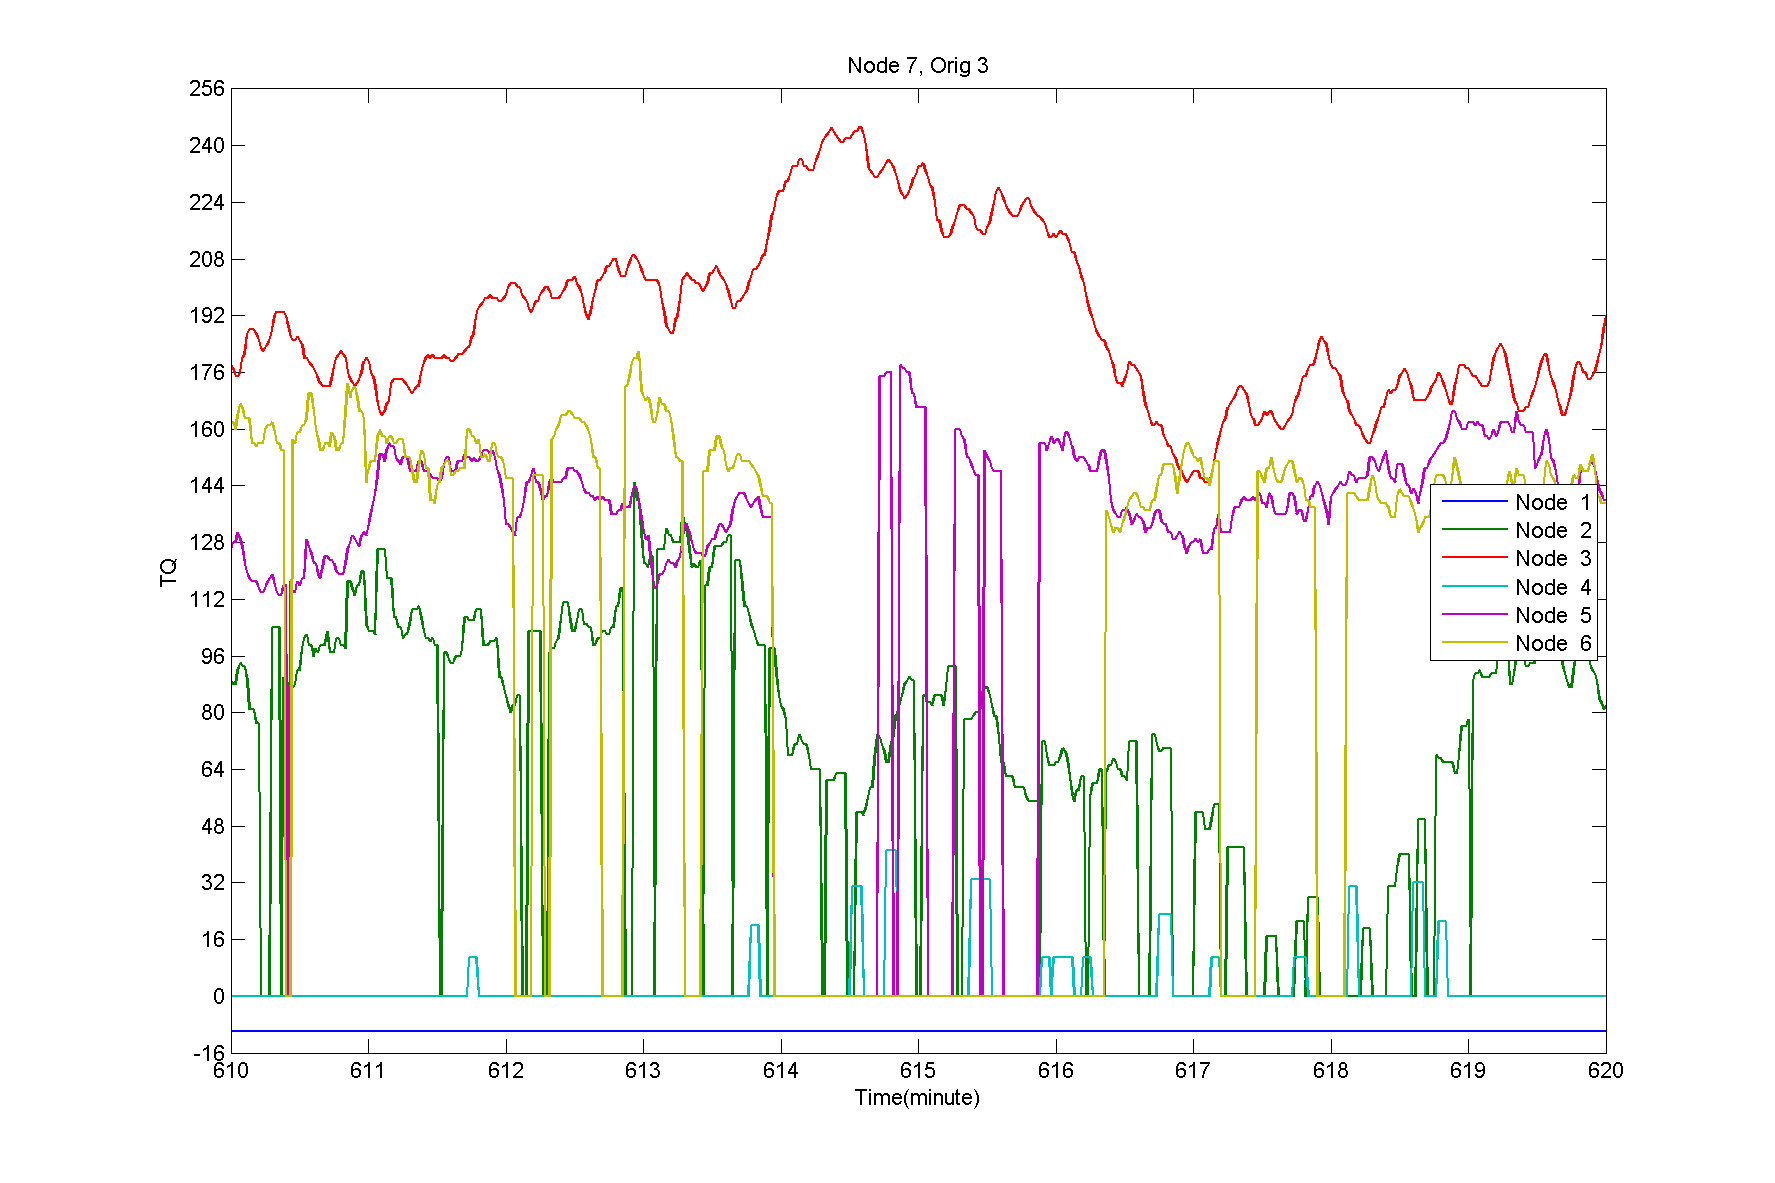 Node 7, Orig 3
256
240
224
208
192
176
160
144
128
112
96
80
64
48
32
16
0
-16
TQ
610 611 612 613 614 615 616 617 618 619 620
Time(minute)
Node 1
Node 2
Node 3
Node 4
Node 5
Node 6